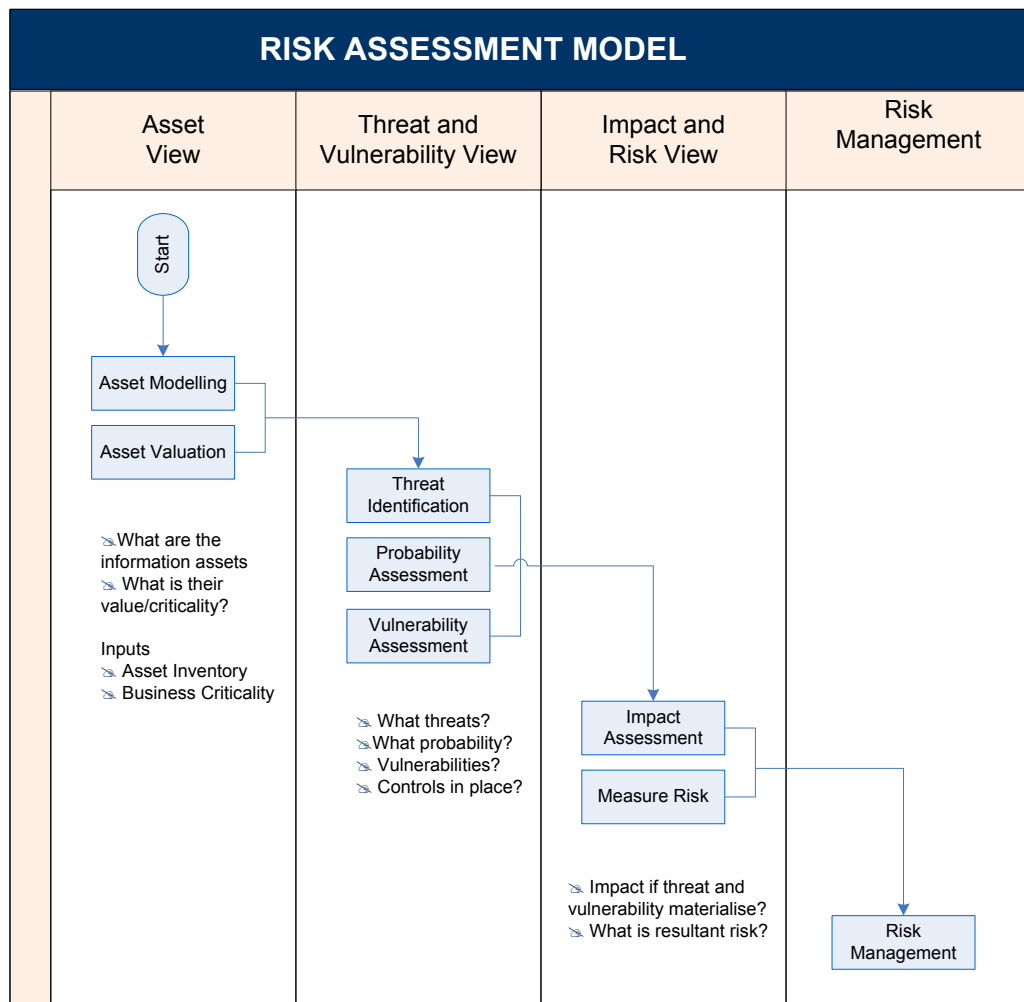 RISK ASSESSMENT MODEL
Asset
View
Threat and
Vulnerability View
Impact and
Risk View
Risk
Management
Start
Asset Modelling
Asset Valuation
What are the
information assets
What is their
value/criticality?
Inputs
Asset Inventory
Business Criticality
Threat
Identification
Probability
Assessment
Vulnerability
Assessment
What threats?
What probability?
Vulnerabilities?
Controls in place?
Impact
Assessment
Measure Risk
Impact if threat and
vulnerability materialise?
What is resultant risk?
Risk
Management